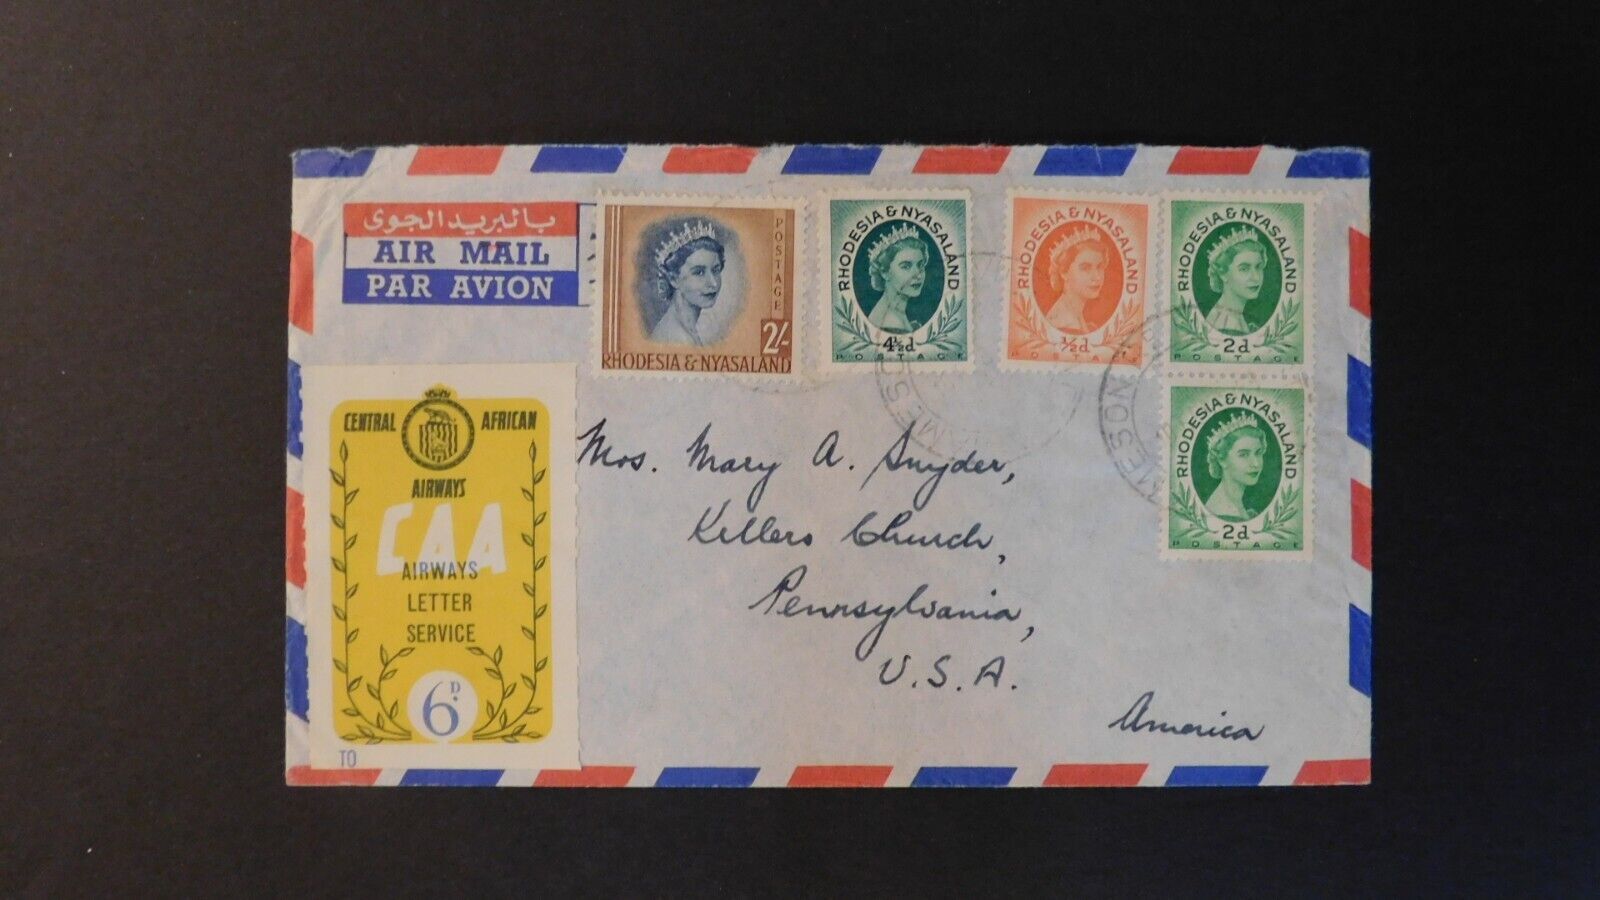 بالبريد الجوى
AIR MAIL
PAR AVION
POSTAGE
2/-
RHODESIA & NYASALAND
RHODESIA & NYASALAND
4½d
POSTAGE
RHODESIA & NYASALAND
½d
POSTAGE
RHODESIA & NYASALAND
2d
POSTAGE
RHODESIA & NYASALAND
2d
POSTAGE
CENTRAL AFRICAN
AIRWAYS
CAA
AIRWAYS
LETTER
SERVICE
6D.
TO
Mrs. Mary A. Snyder,
Kellers Church,
Pennsylvania,
U.S.A.
America